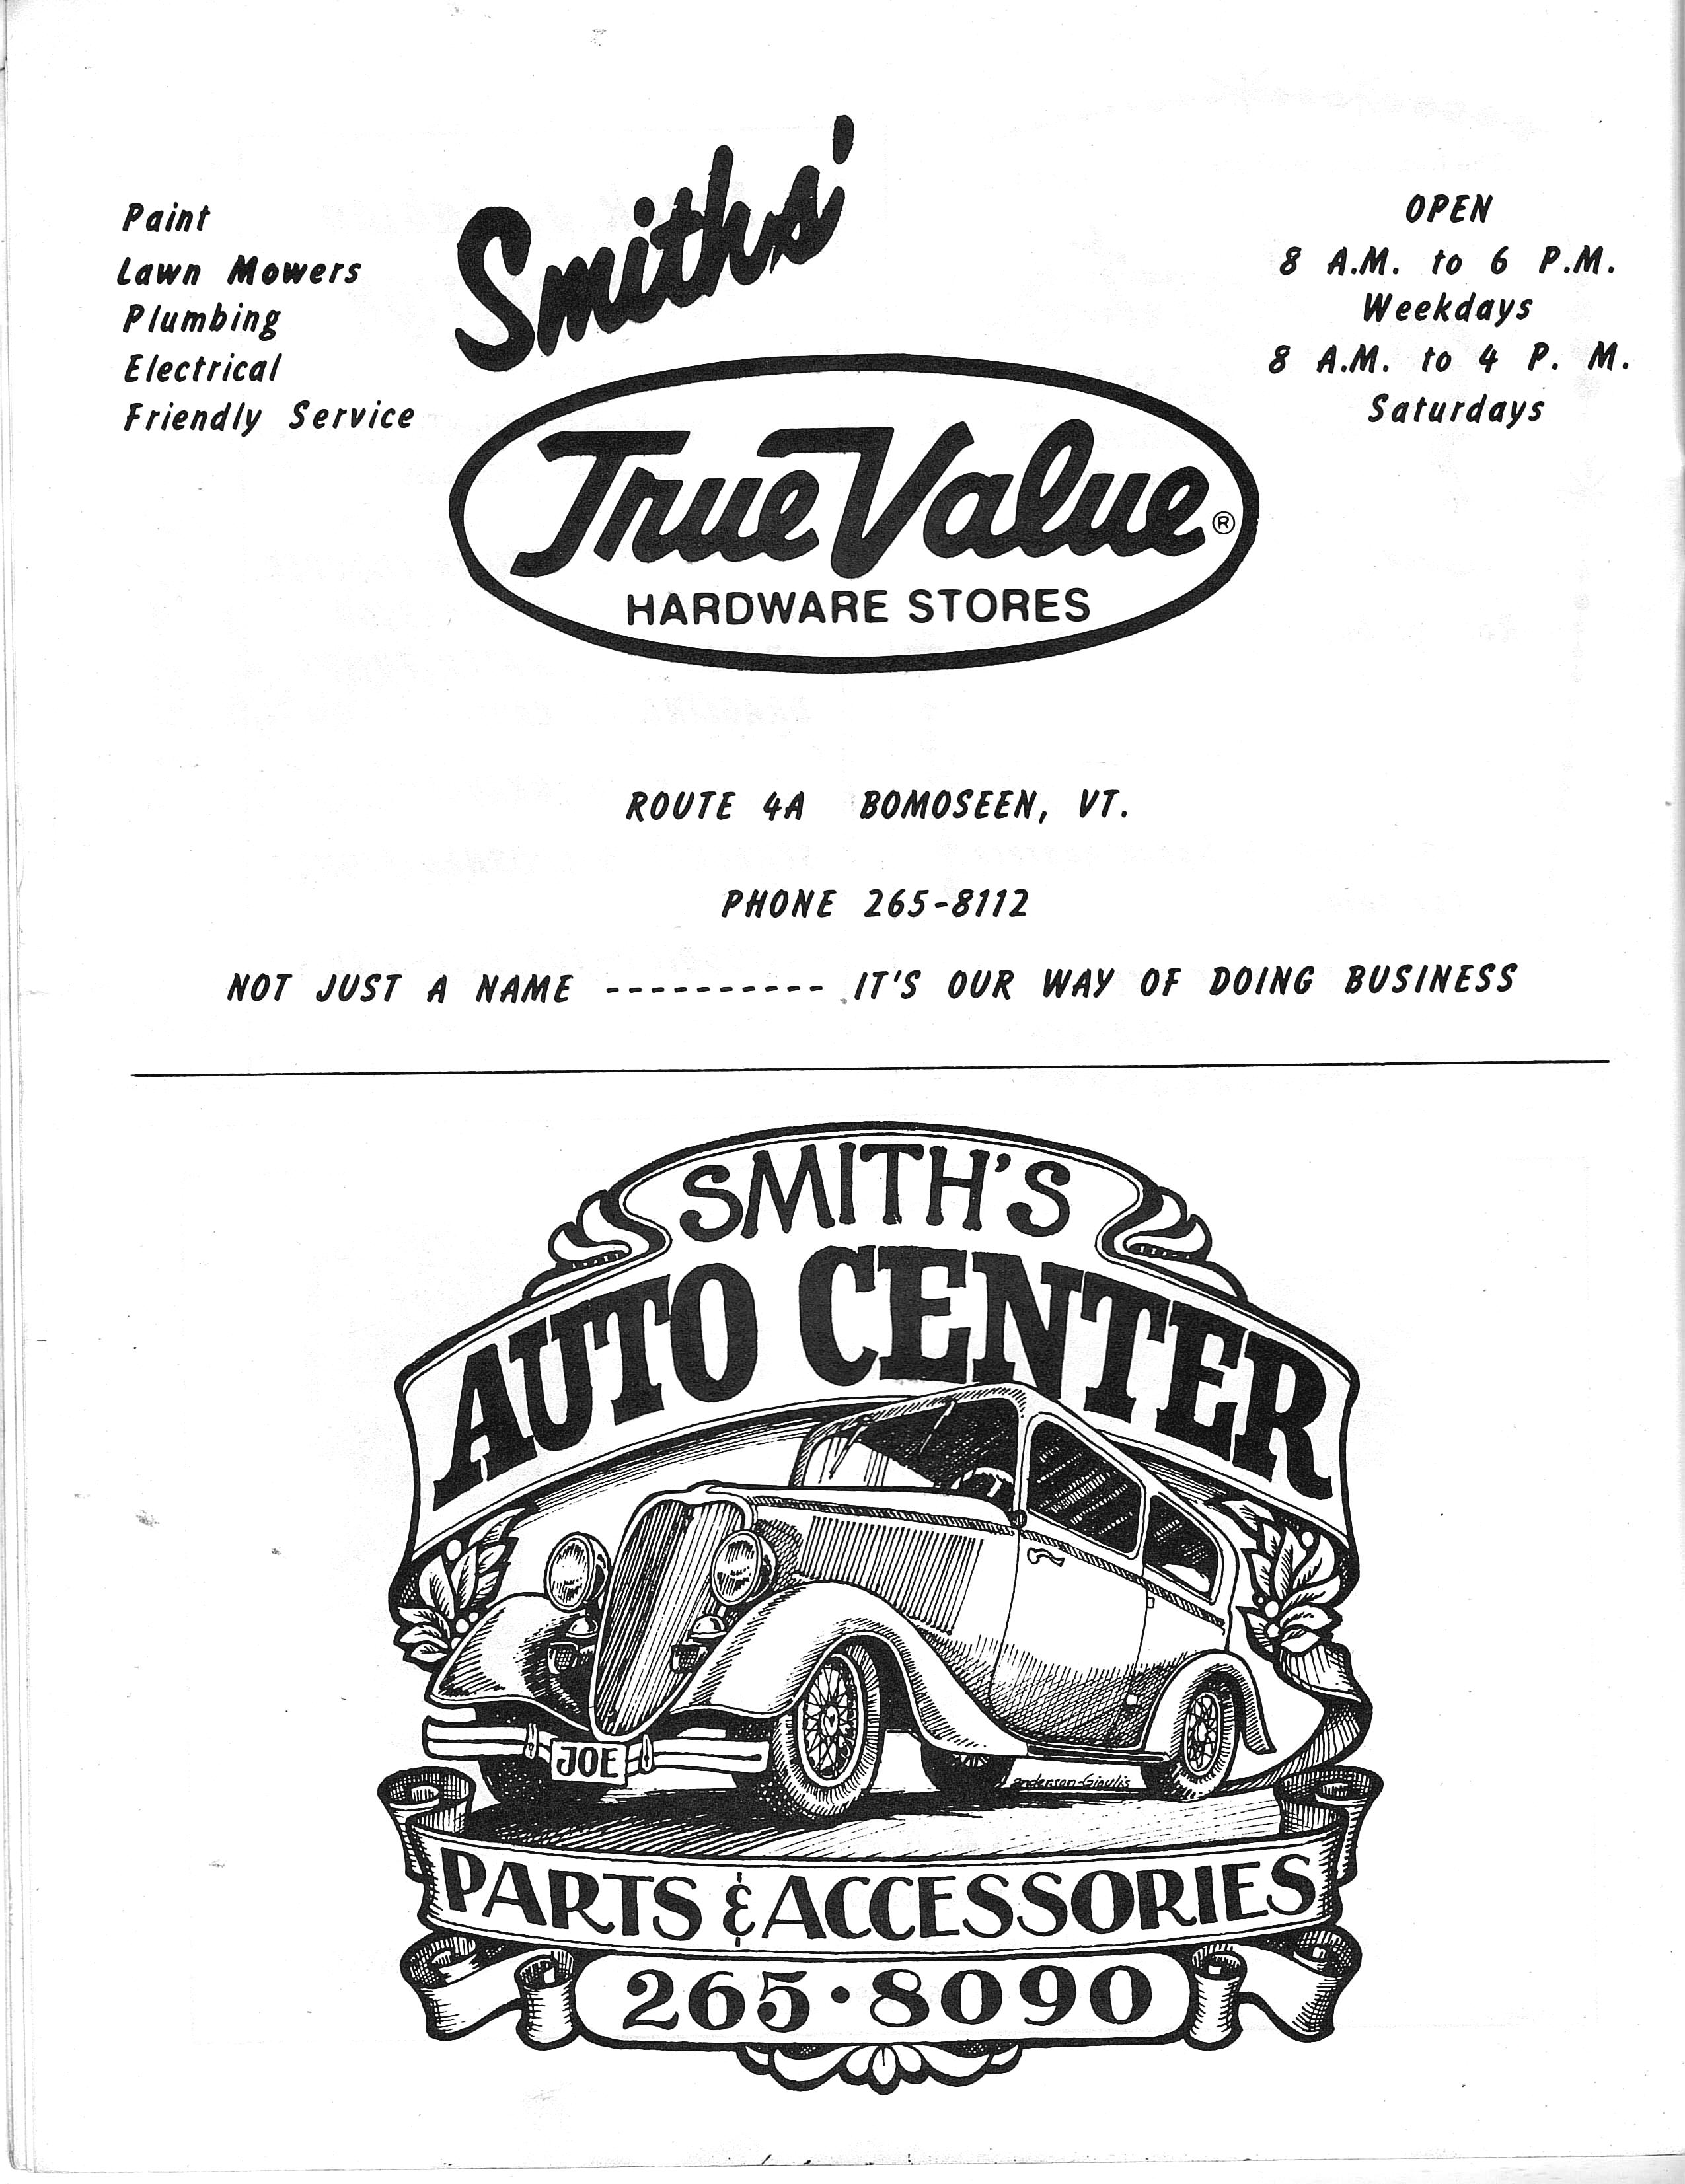 Smiths'
Paint
Lawn Mowers
Plumbing
Electrical
Friendly Service
OPEN
8 A.M. to 6 P.M.
Weekdays
8 A.M. to 4 P. M.
Saturdays
True Value®
HARDWARE STORES
ROUTE 4A BOMOSEEN, VT.
PHONE 265-8112
NOT JUST A NAME ---------- IT'S OUR WAY OF DOING BUSINESS
SMITH'S
AUTO CENTER
JOE
PARTS & ACCESSORIES
265·8090